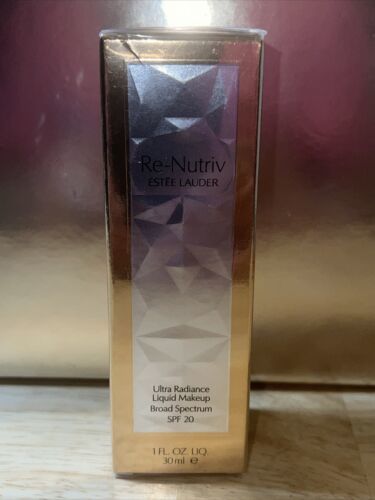 Re-Nutriv
ESTĒE LAUDER
Ultra Radiance
Liquid Makeup
Broad Spectrum
SPF 20
1 FL. OZ. LIQ.
30 ml ℮